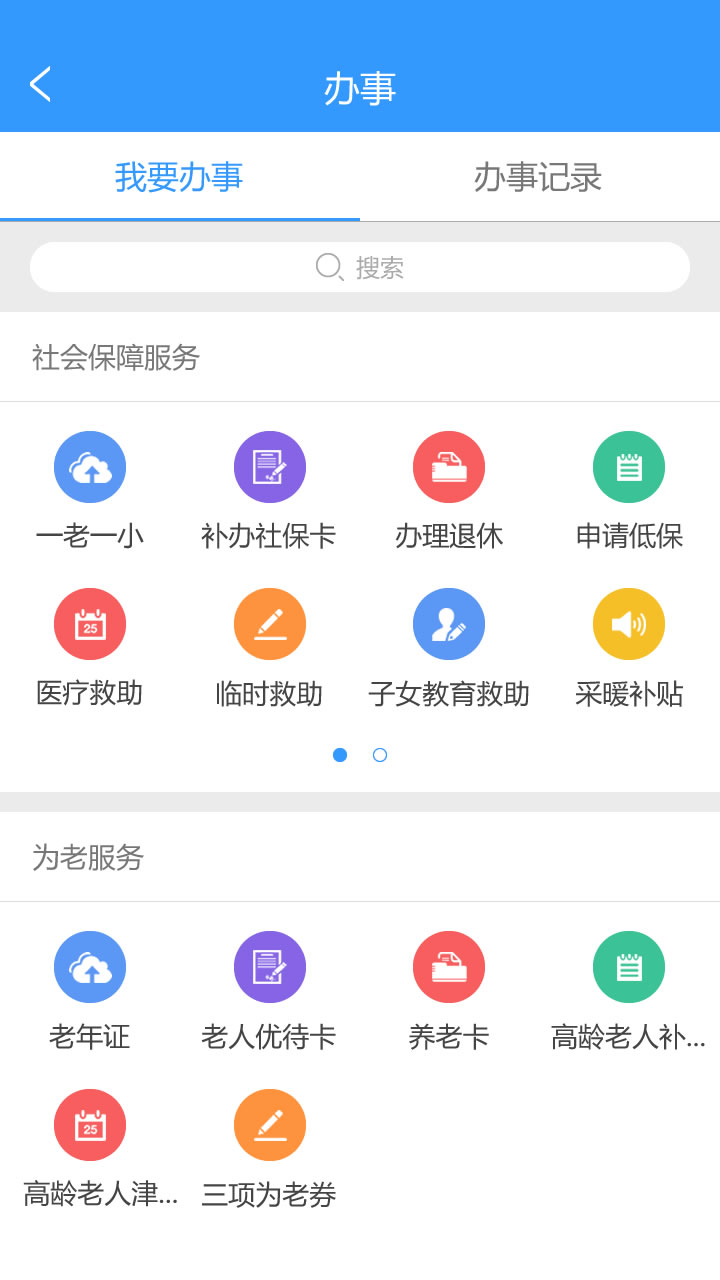 办事
我要办事 办事记录
搜索
社会保障服务
一老一小 补办社保卡 办理退休 申请低保
25
医疗救助 临时救助 子女教育救助 采暖补贴
为老服务
老年证 老人优待卡 养老卡 高龄老人补...
25
高龄老人津... 三项为老券